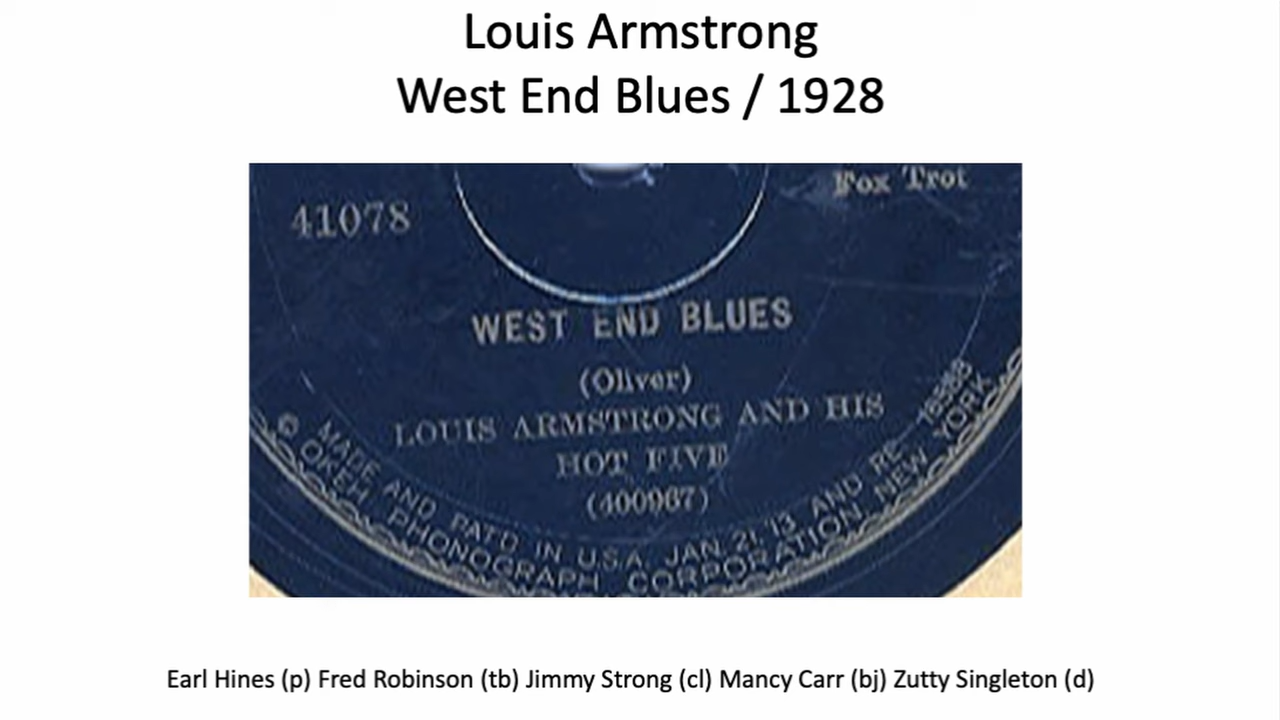 Louis Armstrong
West End Blues / 1928
Fox Trot
41078
WEST END BLUES
(Oliver)
LOUIS ARMSTRONG AND HIS
HOT FIVE
(400967)
MADE AND PAT'D IN U.S.A. JAN. 21, 13 AND RE. 16588
© OKEH PHONOGRAPH CORPORATION NEW YORK
Earl Hines (p) Fred Robinson (tb) Jimmy Strong (cl) Mancy Carr (bj) Zutty Singleton (d)